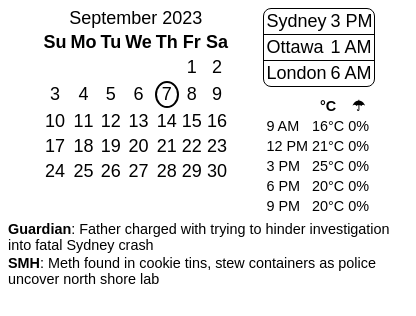 September 2023
Su Mo Tu We Th Fr Sa
1 2
3 4 5 6 7 8 9
10 11 12 13 14 15 16
17 18 19 20 21 22 23
24 25 26 27 28 29 30
Sydney 3 PM
Ottawa 1 AM
London 6 AM
°C ☂
9 AM 16°C 0%
12 PM 21°C 0%
3 PM 25°C 0%
6 PM 20°C 0%
9 PM 20°C 0%
Guardian: Father charged with trying to hinder investigation
into fatal Sydney crash
SMH: Meth found in cookie tins, stew containers as police
uncover north shore lab